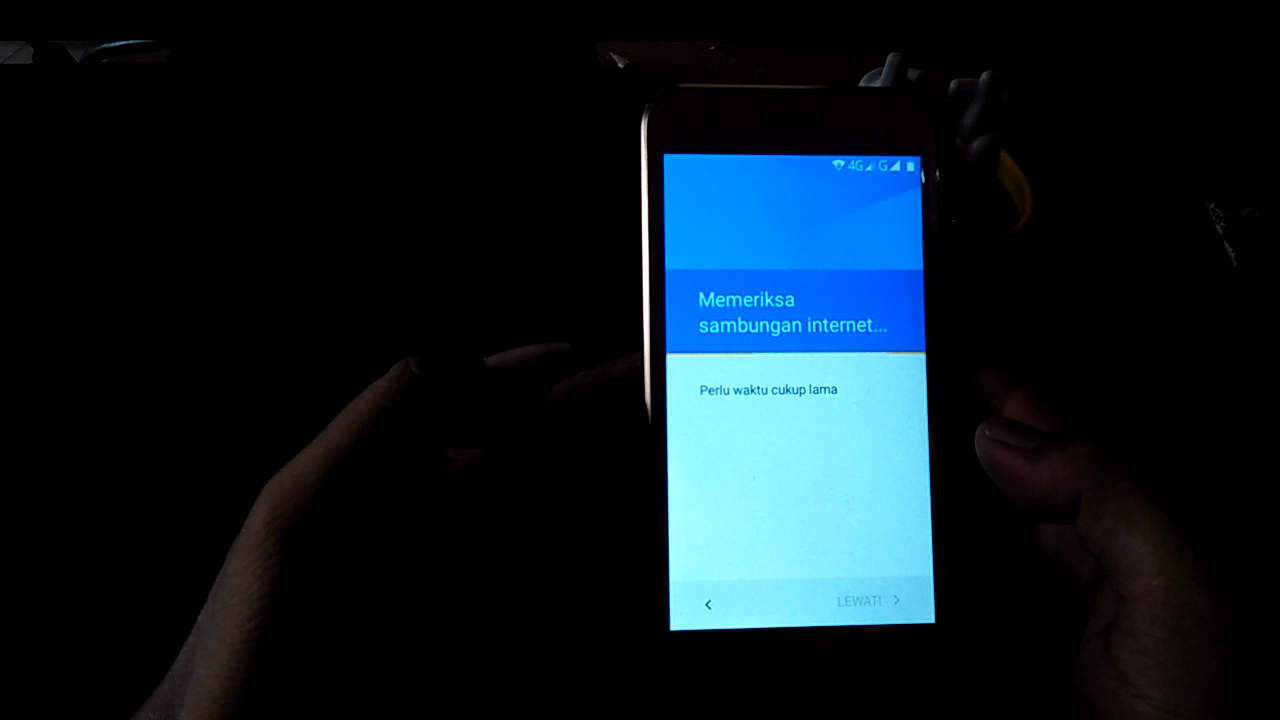 4G G
Memeriksa
sambungan internet...
Perlu waktu cukup lama
LEWATI